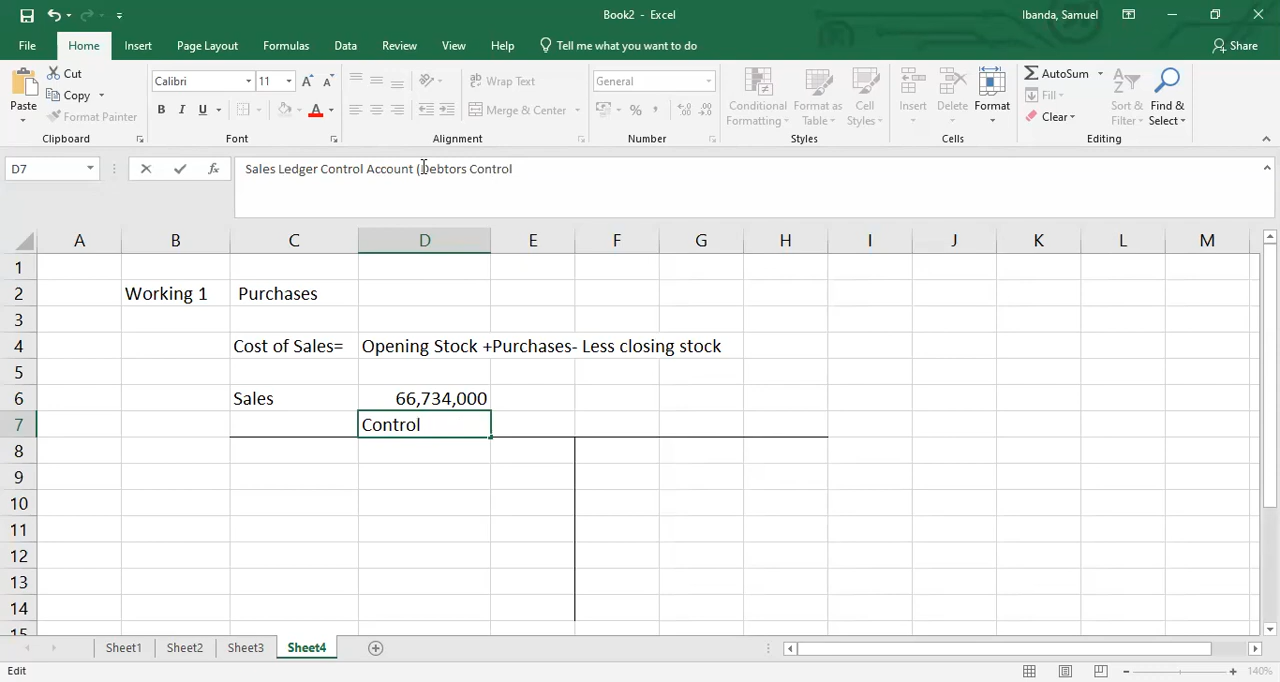 Book2 - Excel
Ibanda, Samuel
File Home Insert Page Layout Formulas Data Review View Help Tell me what you want to do Share
Paste
Cut
Copy
Format Painter
Clipboard
Calibri 11 A A
B I U A
Font
Wrap Text
Merge & Center
Alignment
General
% ,
Number
Conditional Formatting
Format as Table
Cell Styles
Styles
Insert
Delete
Format
Cells
AutoSum
Fill
Clear
Sort & Filter
Find & Select
Editing
D7 fx Sales Ledger Control Account (Debtors Control
A B C D E F G H I J K L M
1
2 Working 1 Purchases
3
4 Cost of Sales= Opening Stock +Purchases- Less closing stock
5
6 Sales 66,734,000
7 Control
8
9
10
11
12
13
14
15
Sheet1 Sheet2 Sheet3 Sheet4
Edit
140%